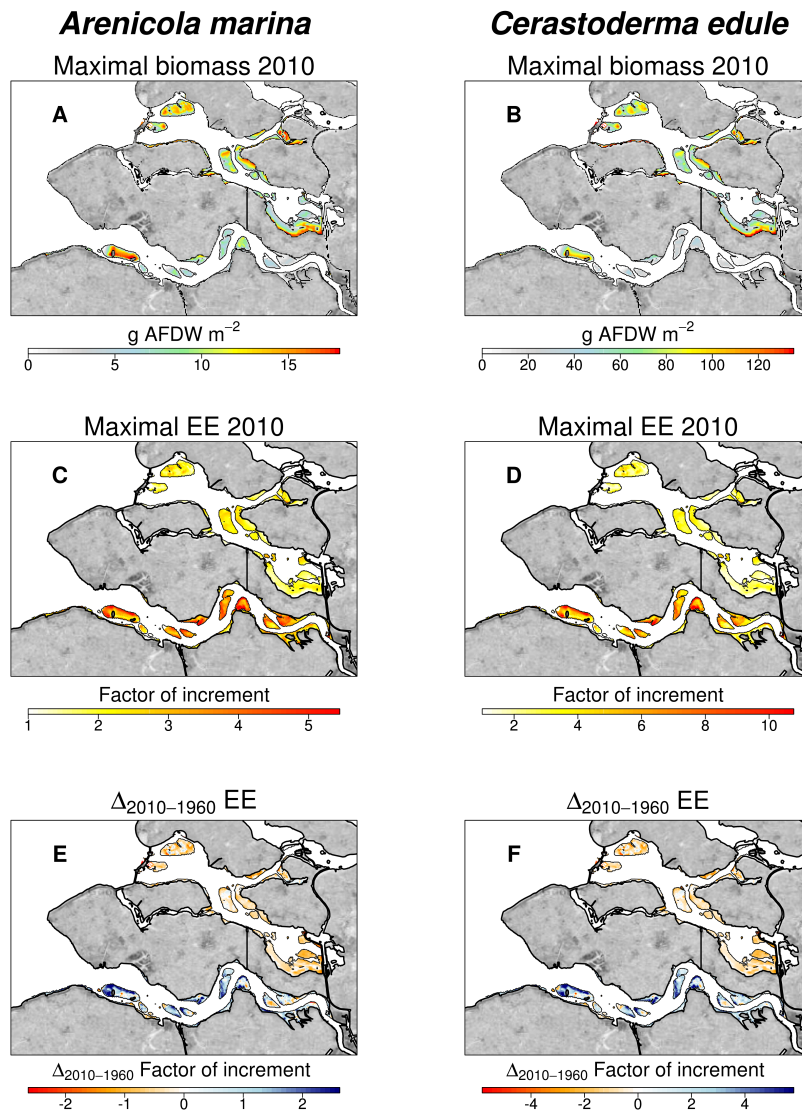 Arenicola marina
Cerastoderma edule
Maximal biomass 2010
Maximal biomass 2010
A
B
g AFDW m⁻²
g AFDW m⁻²
0 5 10 15
0 20 40 60 80 100 120
Maximal EE 2010
Maximal EE 2010
C
D
Factor of increment
Factor of increment
1 2 3 4 5
2 4 6 8 10
Δ2010−1960 EE
Δ2010−1960 EE
E
F
Δ2010−1960 Factor of increment
Δ2010−1960 Factor of increment
-2 -1 0 1 2
-4 -2 0 2 4